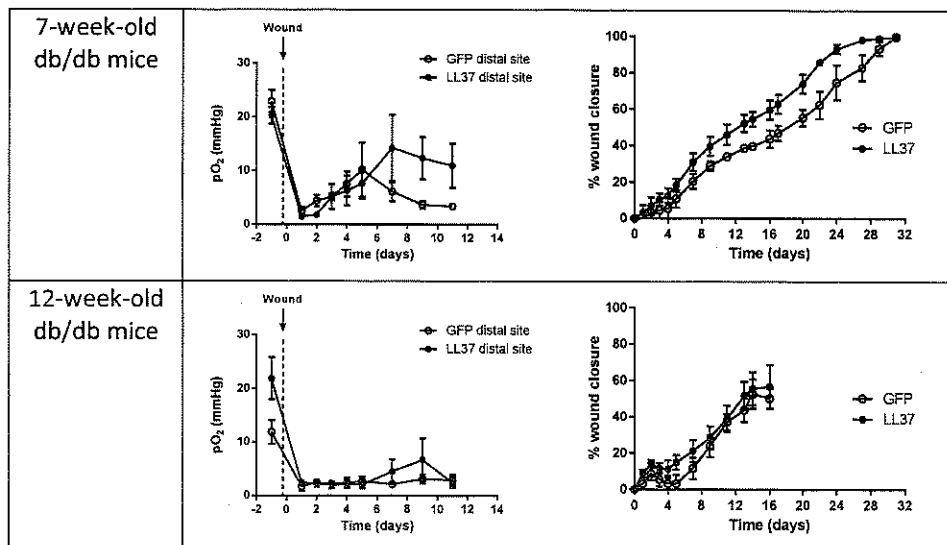 7-week-old
db/db mice
Wound
GFP distal site
LL37 distal site
pO2 (mmHg)
30
20
10
0
-2 0 2 4 6 8 10 12 14
Time (days)
% wound closure
100
80
60
40
20
0
GFP
LL37
0 4 8 12 16 20 24 28 32
Time (days)
12-week-old
db/db mice
Wound
GFP distal site
LL37 distal site
pO2 (mmHg)
30
20
10
0
-2 0 2 4 6 8 10 12 14
Time (days)
% wound closure
100
80
60
40
20
0
GFP
LL37
0 4 8 12 16 20 24 28 32
Time (days)